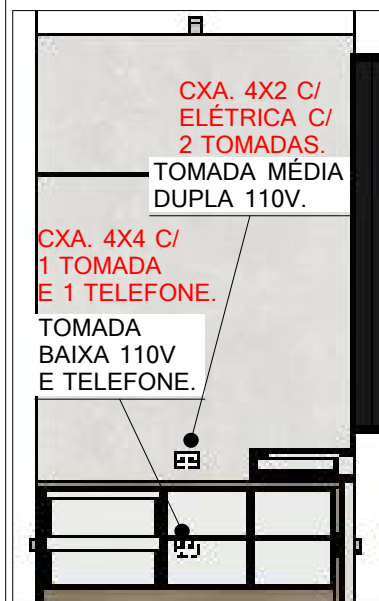 CXA. 4X2 C/
ELÉTRICA C/
2 TOMADAS.
TOMADA MÉDIA
DUPLA 110V.
CXA. 4X4 C/
1 TOMADA
E 1 TELEFONE.
TOMADA
BAIXA 110V
E TELEFONE.